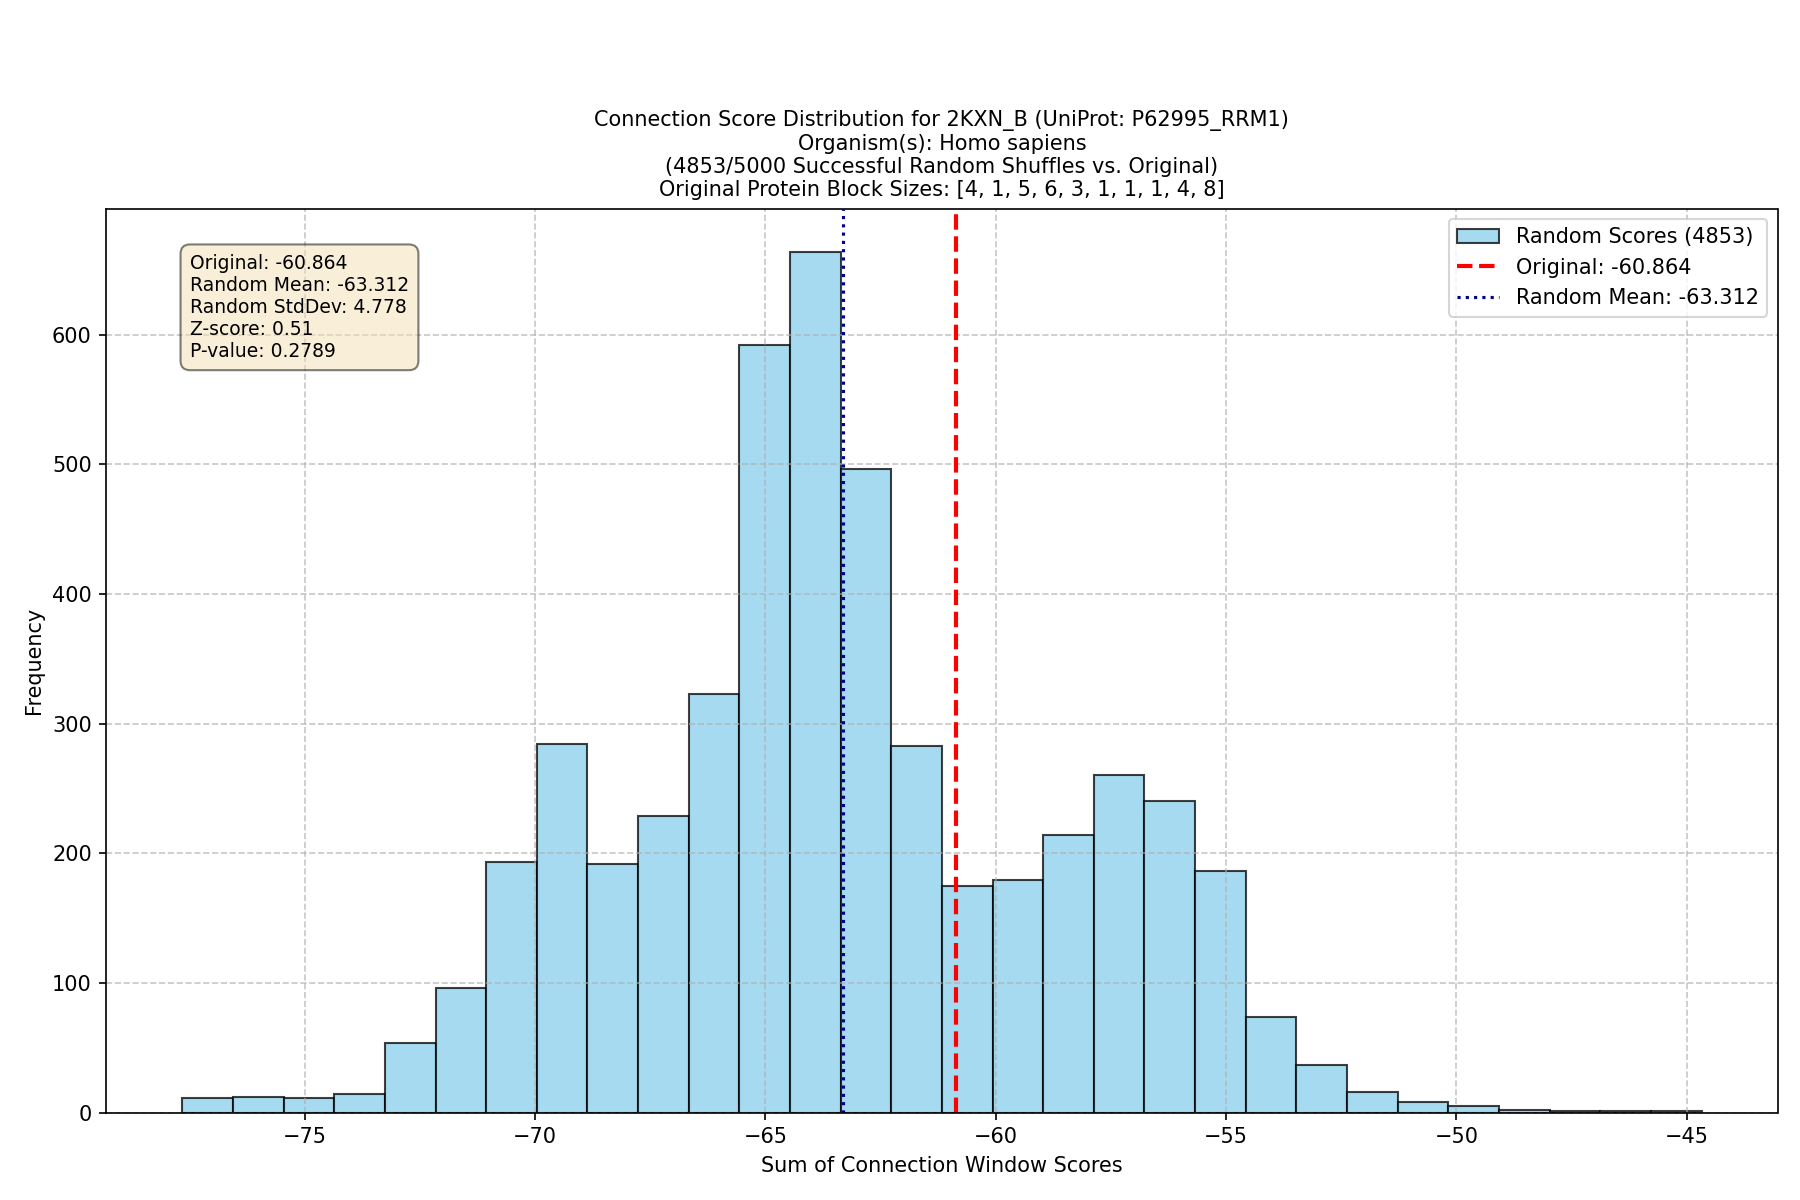 Connection Score Distribution for 2KXN_B (UniProt: P62995_RRM1)
Organism(s): Homo sapiens
(4853/5000 Successful Random Shuffles vs. Original)
Original Protein Block Sizes: [4, 1, 5, 6, 3, 1, 1, 1, 4, 8]
Original: -60.864
Random Mean: -63.312
Random StdDev: 4.778
Z-score: 0.51
P-value: 0.2789
Random Scores (4853)
Original: -60.864
Random Mean: -63.312
Frequency
600
500
400
300
200
100
0
−75
−70
−65
−60
−55
−50
−45
Sum of Connection Window Scores